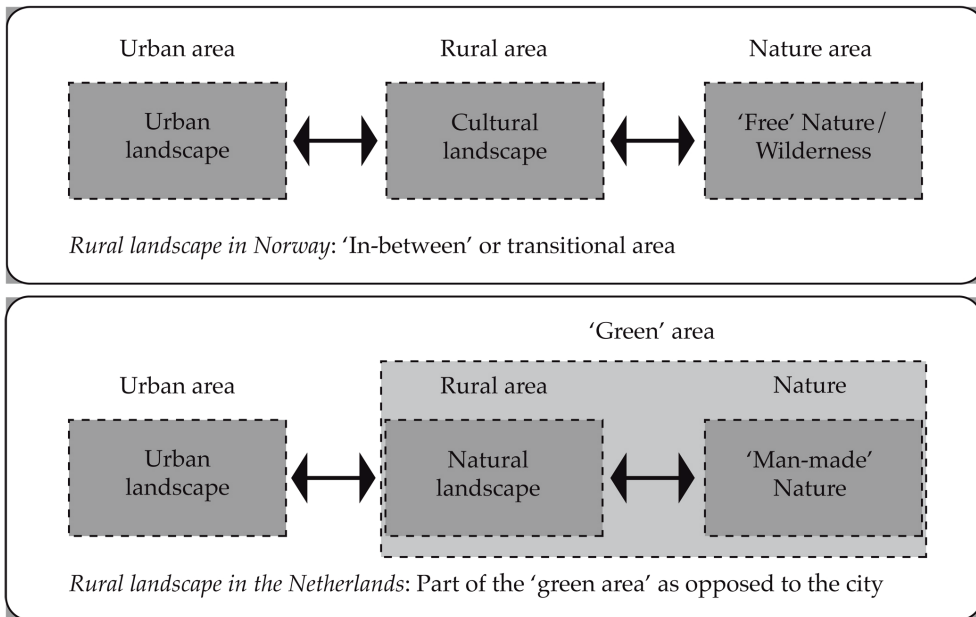 Urban area
Rural area
Nature area
Urban
landscape
Cultural
landscape
‘Free’ Nature/
Wilderness
Rural landscape in Norway: ‘In-between’ or transitional area
‘Green’ area
Urban area
Rural area
Nature
Urban
landscape
Natural
landscape
‘Man-made’
Nature
Rural landscape in the Netherlands: Part of the ‘green area’ as opposed to the city